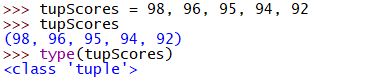 >>> tupScores = 98, 96, 95, 94, 92
>>> tupScores
(98, 96, 95, 94, 92)
>>> type(tupScores)
<class 'tuple'>